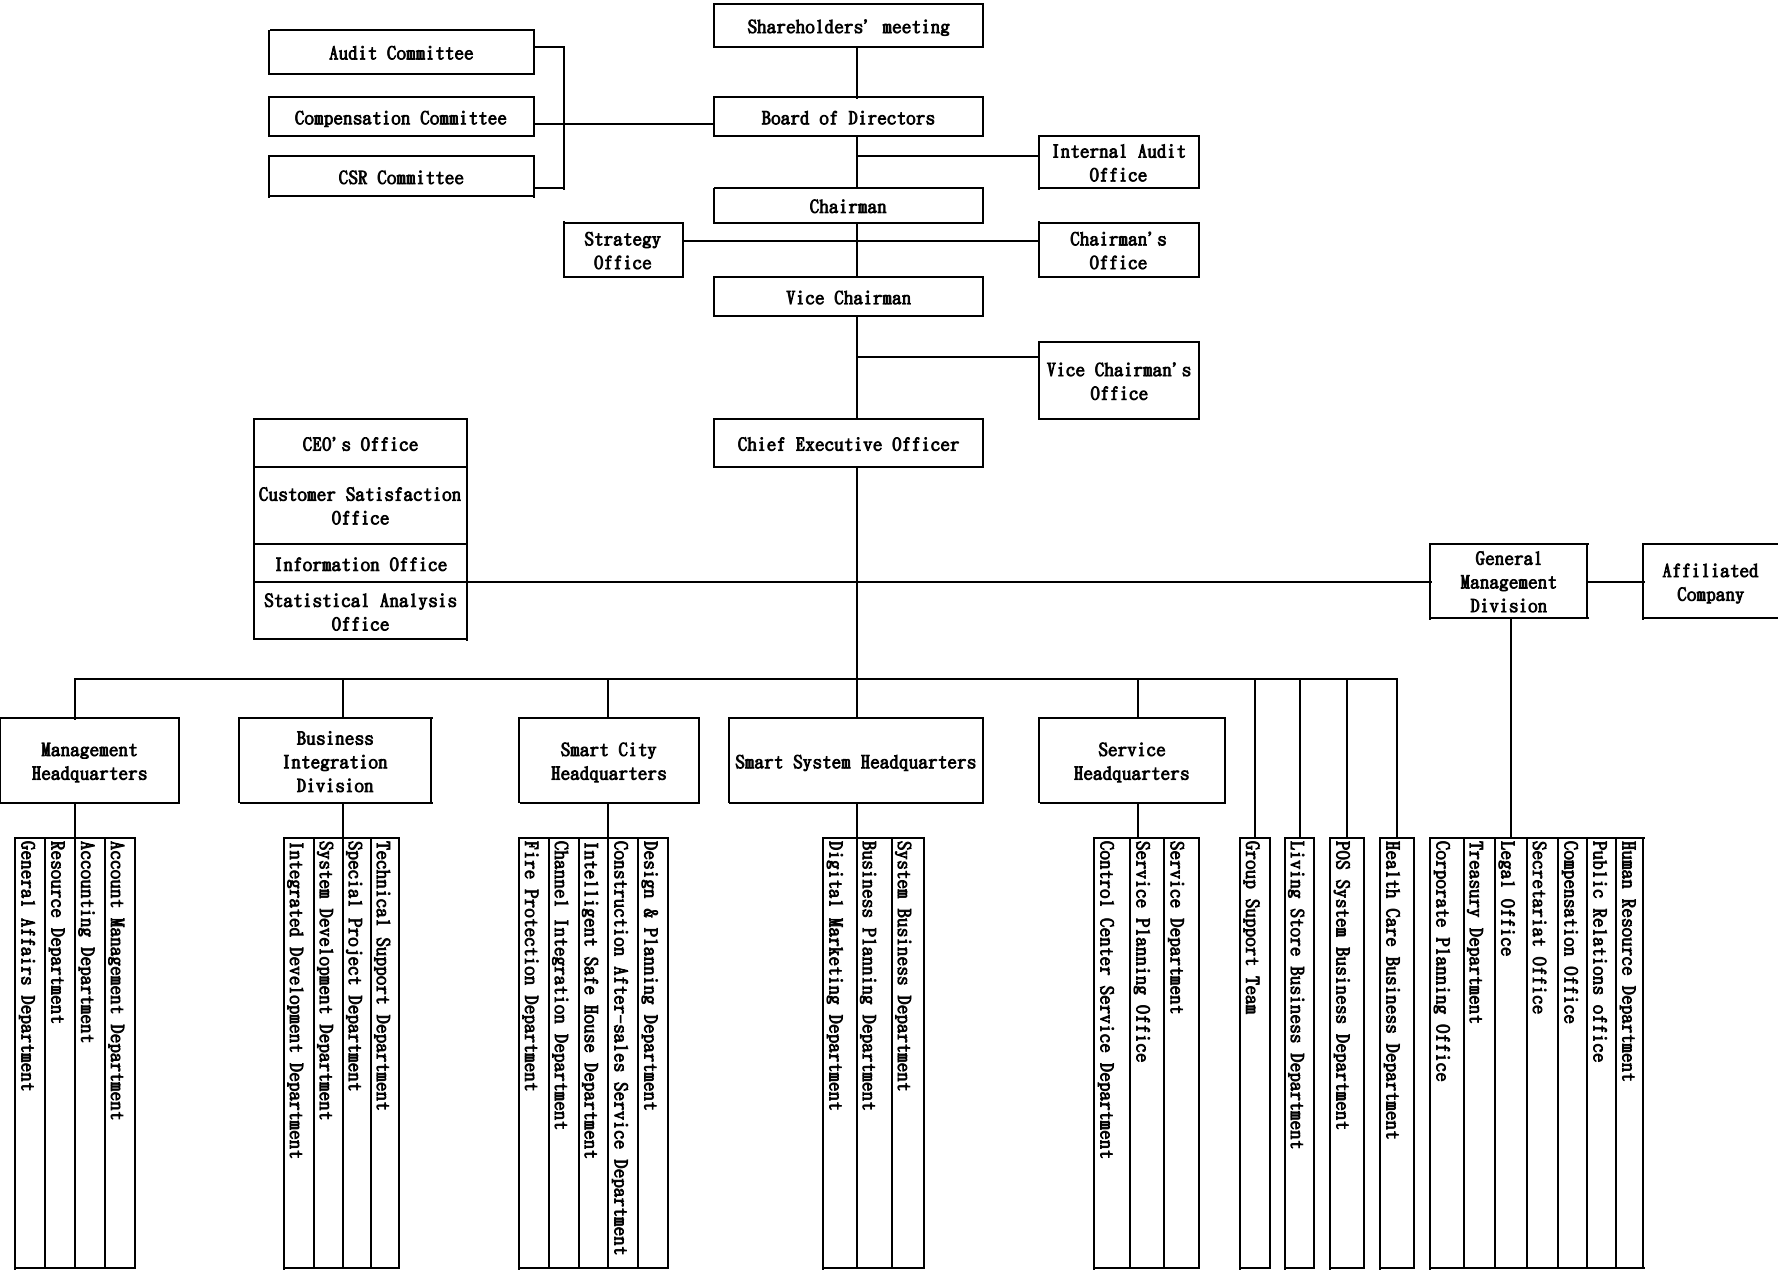 Shareholders' meeting
Audit Committee
Compensation Committee
Board of Directors
CSR Committee
Internal Audit
Office
Chairman
Strategy
Office
Chairman's
Office
Vice Chairman
Vice Chairman's
Office
CEO's Office
Chief Executive Officer
Customer Satisfaction
Office
Information Office
Statistical Analysis
Office
General
Management
Division
Affiliated
Company
Management
Headquarters
Business
Integration
Division
Smart City
Headquarters
Smart System Headquarters
Service
Headquarters
General Affairs Department
Resource Department
Accounting Department
Account Management Department
Integrated Development Department
System Development Department
Special Project Department
Technical Support Department
Fire Protection Department
Channel Integration Department
Intelligent Safe House Department
Construction After-sales Service Department
Design & Planning Department
Digital Marketing Department
Business Planning Department
System Business Department
Control Center Service Department
Service Planning Office
Service Department
Group Support Team
Living Store Business Department
POS System Business Department
Health Care Business Department
Corporate Planning Office
Treasury Department
Legal Office
Secretariat Office
Compensation Office
Public Relations office
Human Resource Department